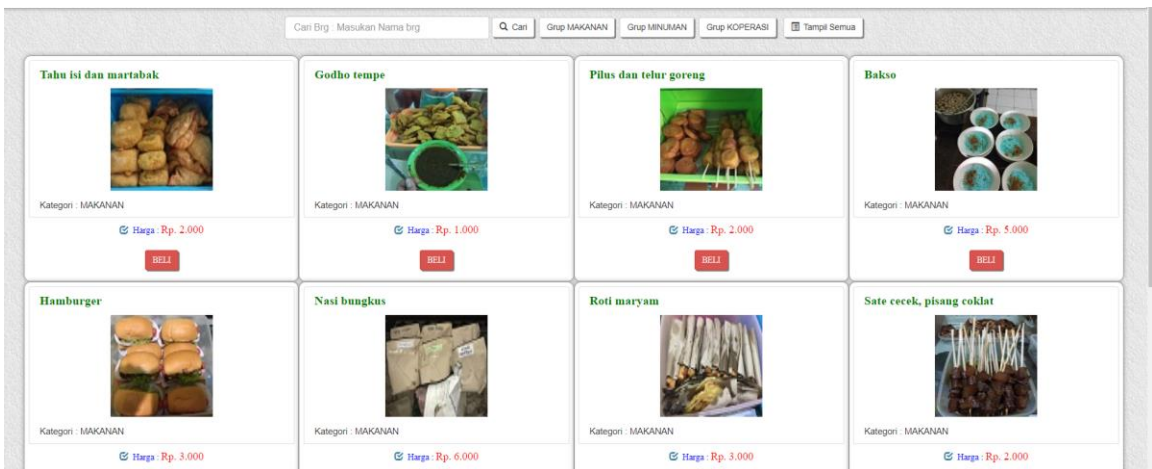 Cari Brg : Masukan Nama brg Cari Grup MAKANAN Grup MINUMAN Grup KOPERASI Tampil Semua
Tahu isi dan martabak
Kategori : MAKANAN
Harga : Rp. 2.000
BELI
Godho tempe
Kategori : MAKANAN
Harga : Rp. 1.000
BELI
Pilus dan telur goreng
Kategori : MAKANAN
Harga : Rp. 2.000
BELI
Bakso
Kategori : MAKANAN
Harga : Rp. 5.000
BELI
Hamburger
Kategori : MAKANAN
Harga : Rp. 3.000
Nasi bungkus
Kategori : MAKANAN
Harga : Rp. 6.000
Roti maryam
Kategori : MAKANAN
Harga : Rp. 3.000
Sate cecek, pisang coklat
Kategori : MAKANAN
Harga : Rp. 2.000